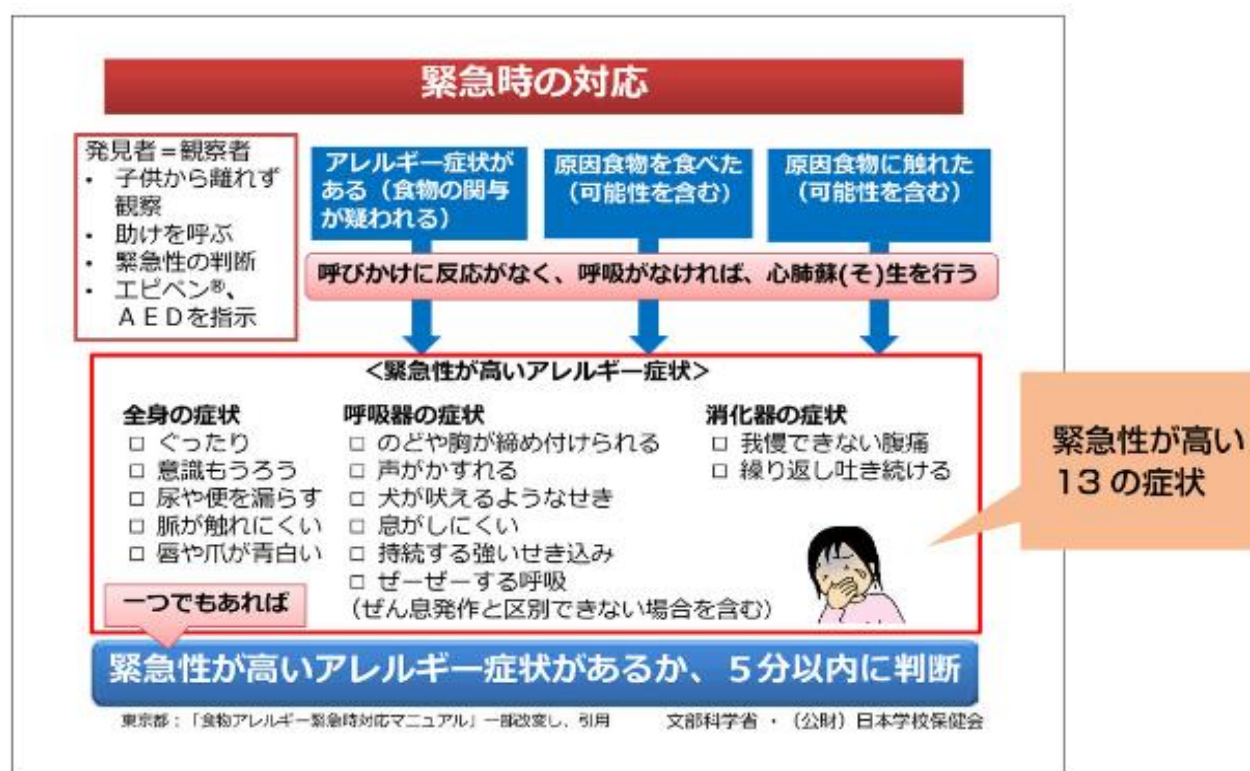 緊急時の対応
発見者＝観察者
・ 子供から離れず
観察
・ 助けを呼ぶ
・ 緊急性の判断
・ エピペン®、
ＡＥＤを指示
アレルギー症状が
ある（食物の関与
が疑われる）
原因食物を食べた
（可能性を含む）
原因食物に触れた
（可能性を含む）
呼びかけに反応がなく、呼吸がなければ、心肺蘇(そ)生を行う
＜緊急性が高いアレルギー症状＞
全身の症状
□ ぐったり
□ 意識もうろう
□ 尿や便を漏らす
□ 脈が触れにくい
□ 唇や爪が青白い
呼吸器の症状
□ のどや胸が締め付けられる
□ 声がかすれる
□ 犬が吠えるようなせき
□ 息がしにくい
□ 持続する強いせき込み
□ ぜーぜーする呼吸
（ぜん息発作と区別できない場合を含む）
消化器の症状
□ 我慢できない腹痛
□ 繰り返し吐き続ける
緊急性が高い
13 の症状
一つでもあれば
緊急性が高いアレルギー症状があるか、５分以内に判断
東京都：「食物アレルギー緊急時対応マニュアル」一部改変し、引用
文部科学省 ・ （公財）日本学校保健会